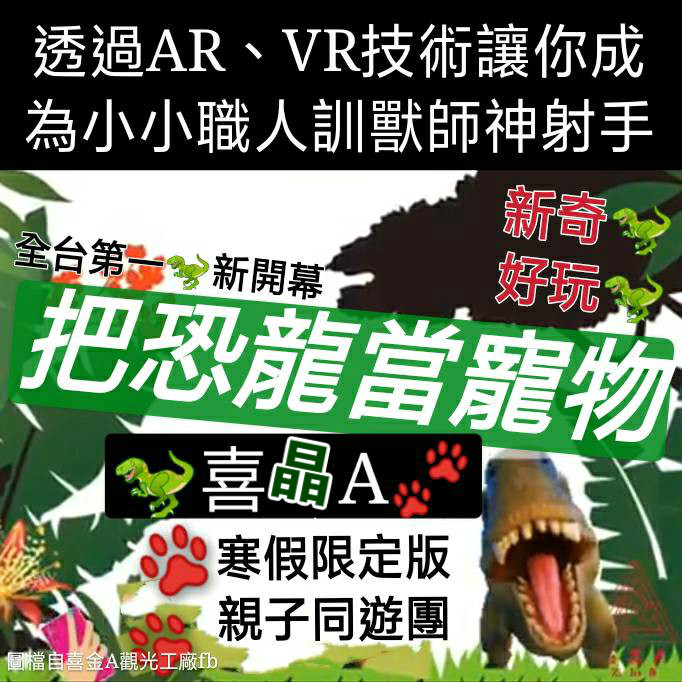 透過AR、VR技術讓你成
為小小職人訓獸師神射手
新奇
好玩
全台第一新開幕
把恐龍當寵物
喜晶A
寒假限定版
親子同遊團
圖檔自喜金A觀光工廠fb